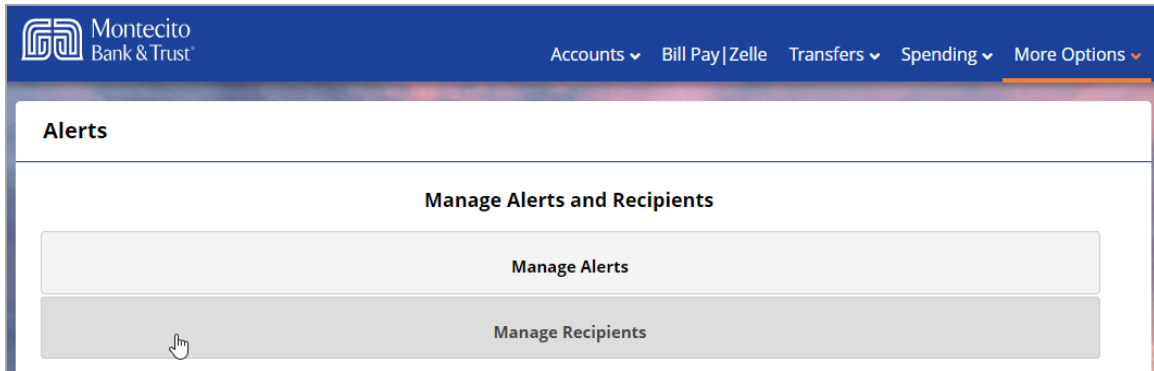 Montecito
Bank & Trust
Accounts Bill Pay|Zelle Transfers Spending More Options
Alerts
Manage Alerts and Recipients
Manage Alerts
Manage Recipients